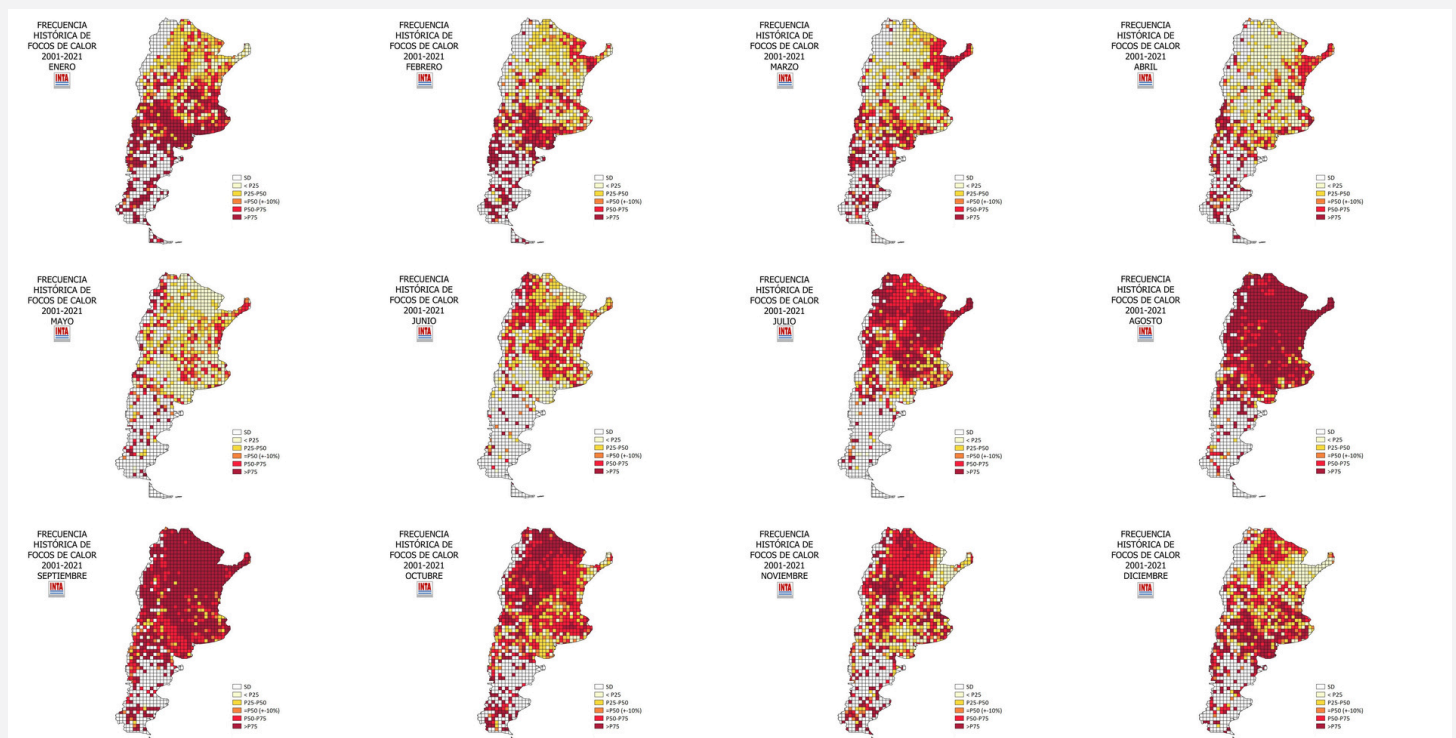 FRECUENCIA
HISTÓRICA DE
FOCOS DE CALOR
2001-2021
ENERO
INTA
SD
< P25
P25-P50
=P50 (+-10%)
P50-P75
>P75
FRECUENCIA
HISTÓRICA DE
FOCOS DE CALOR
2001-2021
FEBRERO
INTA
SD
< P25
P25-P50
=P50 (+-10%)
P50-P75
>P75
FRECUENCIA
HISTÓRICA DE
FOCOS DE CALOR
2001-2021
MARZO
INTA
SD
< P25
P25-P50
=P50 (+-10%)
P50-P75
>P75
FRECUENCIA
HISTÓRICA DE
FOCOS DE CALOR
2001-2021
ABRIL
INTA
SD
< P25
P25-P50
=P50 (+-10%)
P50-P75
>P75
FRECUENCIA
HISTÓRICA DE
FOCOS DE CALOR
2001-2021
MAYO
INTA
SD
< P25
P25-P50
=P50 (+-10%)
P50-P75
>P75
FRECUENCIA
HISTÓRICA DE
FOCOS DE CALOR
2001-2021
JUNIO
INTA
SD
< P25
P25-P50
=P50 (+-10%)
P50-P75
>P75
FRECUENCIA
HISTÓRICA DE
FOCOS DE CALOR
2001-2021
JULIO
INTA
SD
< P25
P25-P50
=P50 (+-10%)
P50-P75
>P75
FRECUENCIA
HISTÓRICA DE
FOCOS DE CALOR
2001-2021
AGOSTO
INTA
SD
< P25
P25-P50
=P50 (+-10%)
P50-P75
>P75
FRECUENCIA
HISTÓRICA DE
FOCOS DE CALOR
2001-2021
SEPTIEMBRE
INTA
SD
< P25
P25-P50
=P50 (+-10%)
P50-P75
>P75
FRECUENCIA
HISTÓRICA DE
FOCOS DE CALOR
2001-2021
OCTUBRE
INTA
SD
< P25
P25-P50
=P50 (+-10%)
P50-P75
>P75
FRECUENCIA
HISTÓRICA DE
FOCOS DE CALOR
2001-2021
NOVIEMBRE
INTA
SD
< P25
P25-P50
=P50 (+-10%)
P50-P75
>P75
FRECUENCIA
HISTÓRICA DE
FOCOS DE CALOR
2001-2021
DICIEMBRE
INTA
SD
< P25
P25-P50
=P50 (+-10%)
P50-P75
>P75